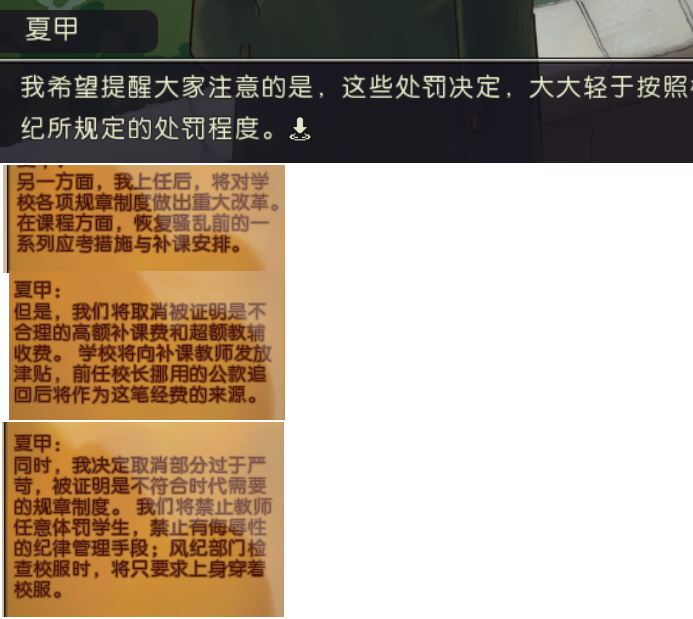 夏甲
我希望提醒大家注意的是，这些处罚决定，大大轻于按照
纪所规定的处罚程度。
另一方面，我上任后，将对学
校各项规章制度做出重大改革。
在课程方面，恢复骚乱前的一
系列应考措施与补课安排。
夏甲：
但是，我们将取消被证明是不
合理的高额补课费和超额教辅
收费。 学校将向补课教师发放
津贴，前任校长挪用的公款追
回后将作为这笔经费的来源。
夏甲：
同时，我决定取消部分过于严
苛，被证明是不符合时代需要
的规章制度。 我们将禁止教师
任意体罚学生，禁止有侮辱性
的纪律管理手段；风纪部门检
查校服时，将只要求上身穿着
校服。